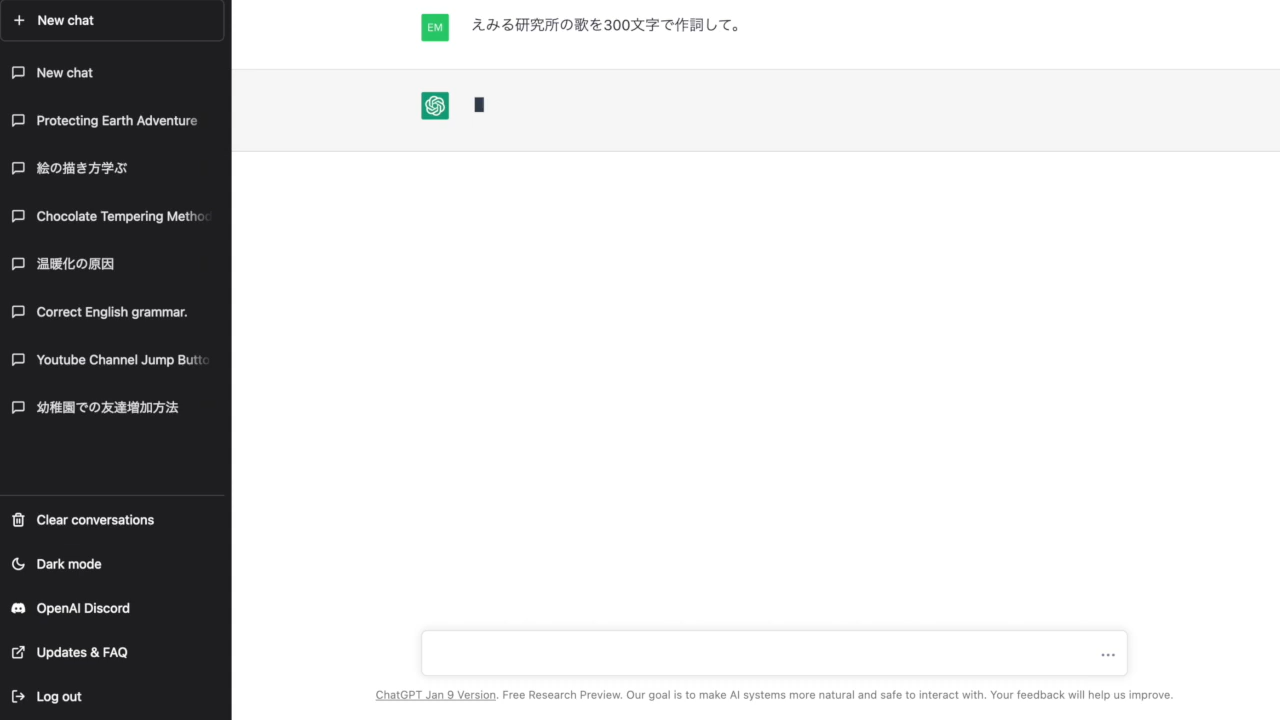 New chat
New chat
Protecting Earth Adventure
絵の描き方学ぶ
Chocolate Tempering Method
温暖化の原因
Correct English grammar.
Youtube Channel Jump Butto
幼稚園での友達増加方法
Clear conversations
Dark mode
OpenAI Discord
Updates & FAQ
Log out
EM
えみる研究所の歌を300文字で作詞して。
ChatGPT Jan 9 Version. Free Research Preview. Our goal is to make AI systems more natural and safe to interact with. Your feedback will help us improve.